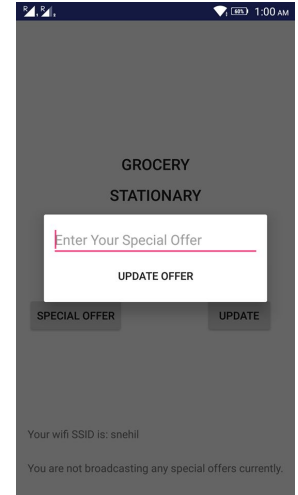 R R
60% 1:00 AM
GROCERY
STATIONARY
Enter Your Special Offer
UPDATE OFFER
SPECIAL OFFER UPDATE
Your wifi SSID is: snehil
You are not broadcasting any special offers currently.